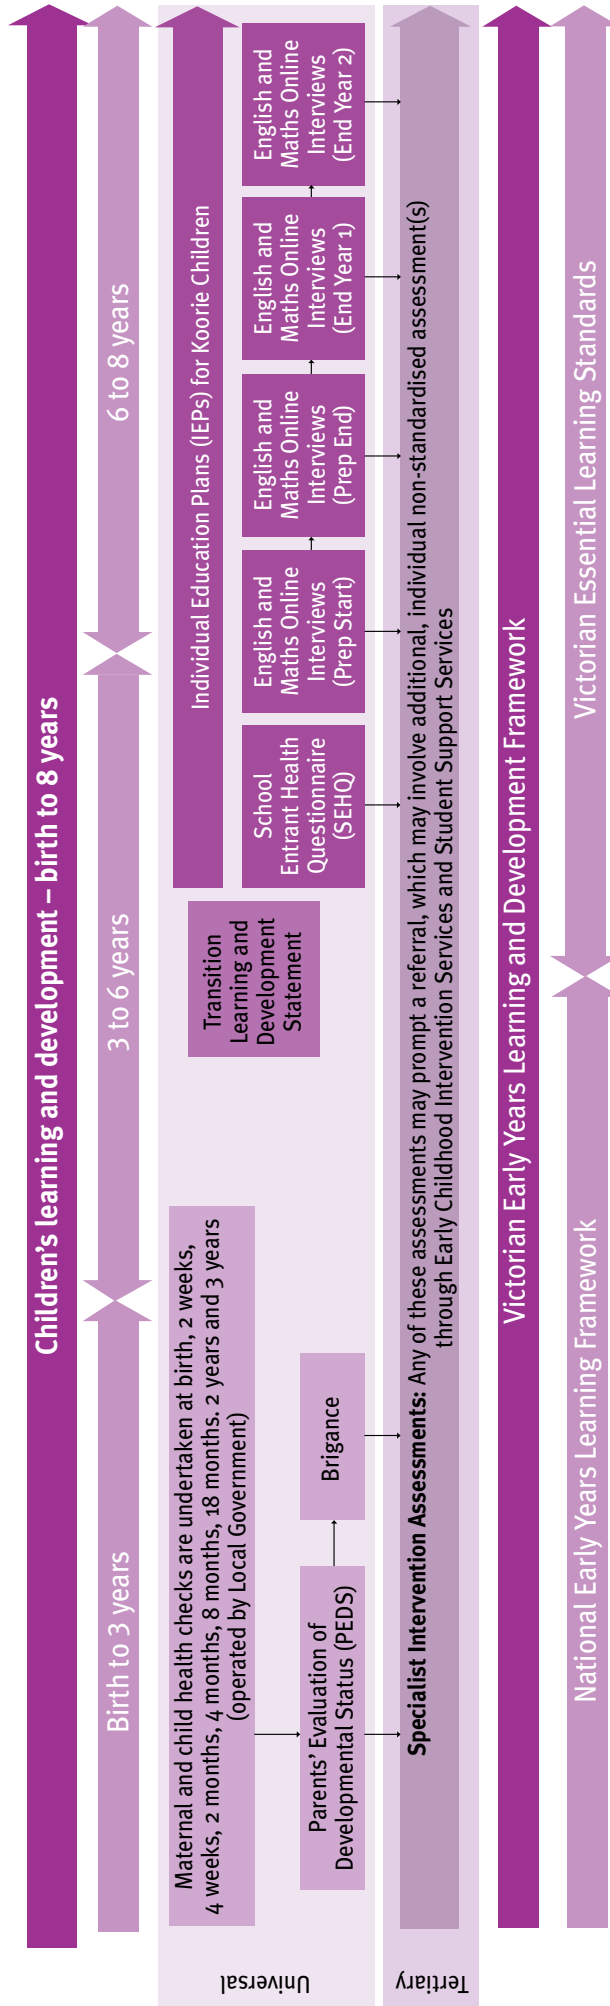 Children’s learning and development – birth to 8 years
Birth to 3 years
3 to 6 years
6 to 8 years
Universal
Maternal and child health checks are undertaken at birth, 2 weeks,
4 weeks, 2 months, 4 months, 8 months, 18 months. 2 years and 3 years
(operated by Local Government)
Parents’ Evaluation of
Developmental Status (PEDS)
Brigance
Transition
Learning and
Development
Statement
Individual Education Plans (IEPs) for Koorie Children
School
Entrant Health
Questionnaire
(SEHQ)
English and
Maths Online
Interviews
(Prep Start)
English and
Maths Online
Interviews
(Prep End)
English and
Maths Online
Interviews
(End Year 1)
English and
Maths Online
Interviews
(End Year 2)
Tertiary
Specialist Intervention Assessments: Any of these assessments may prompt a referral, which may involve additional, individual non-standardised assessment(s)
through Early Childhood Intervention Services and Student Support Services
Victorian Early Years Learning and Development Framework
National Early Years Learning Framework
Victorian Essential Learning Standards